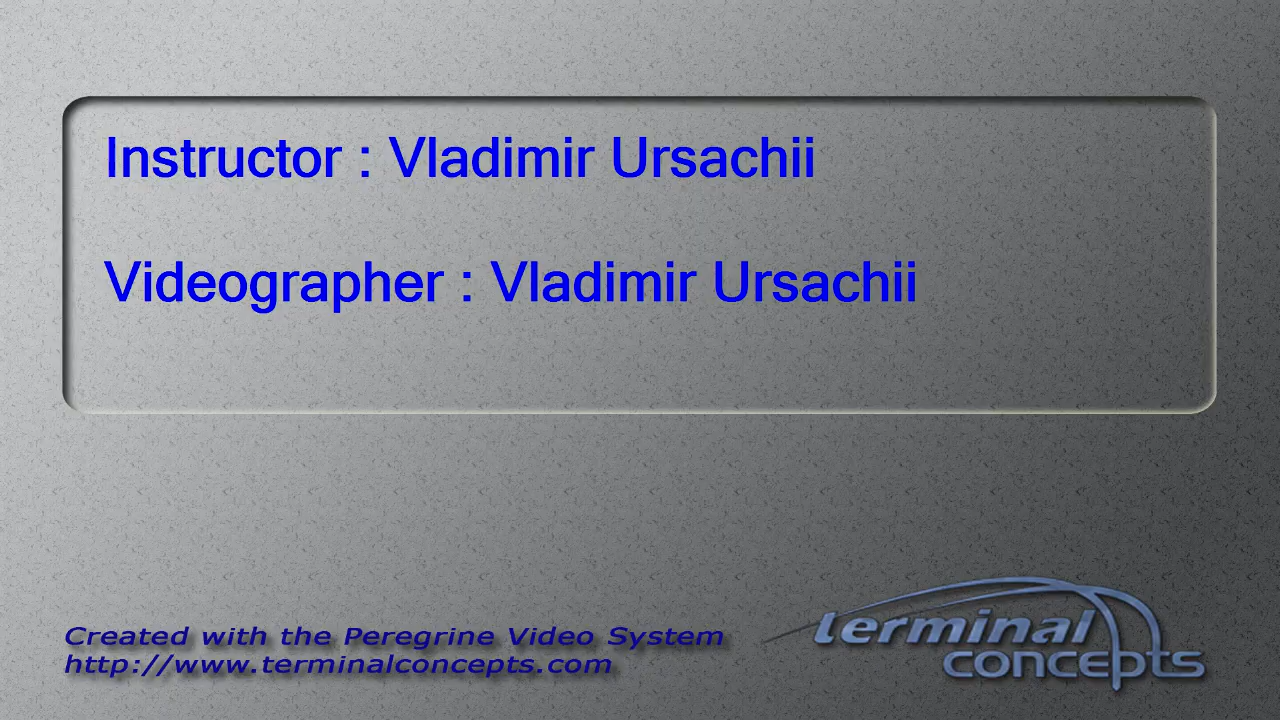 Instructor : Vladimir Ursachii
Videographer : Vladimir Ursachii
Created with the Peregrine Video System
http://www.terminalconcepts.com
terminal
concepts